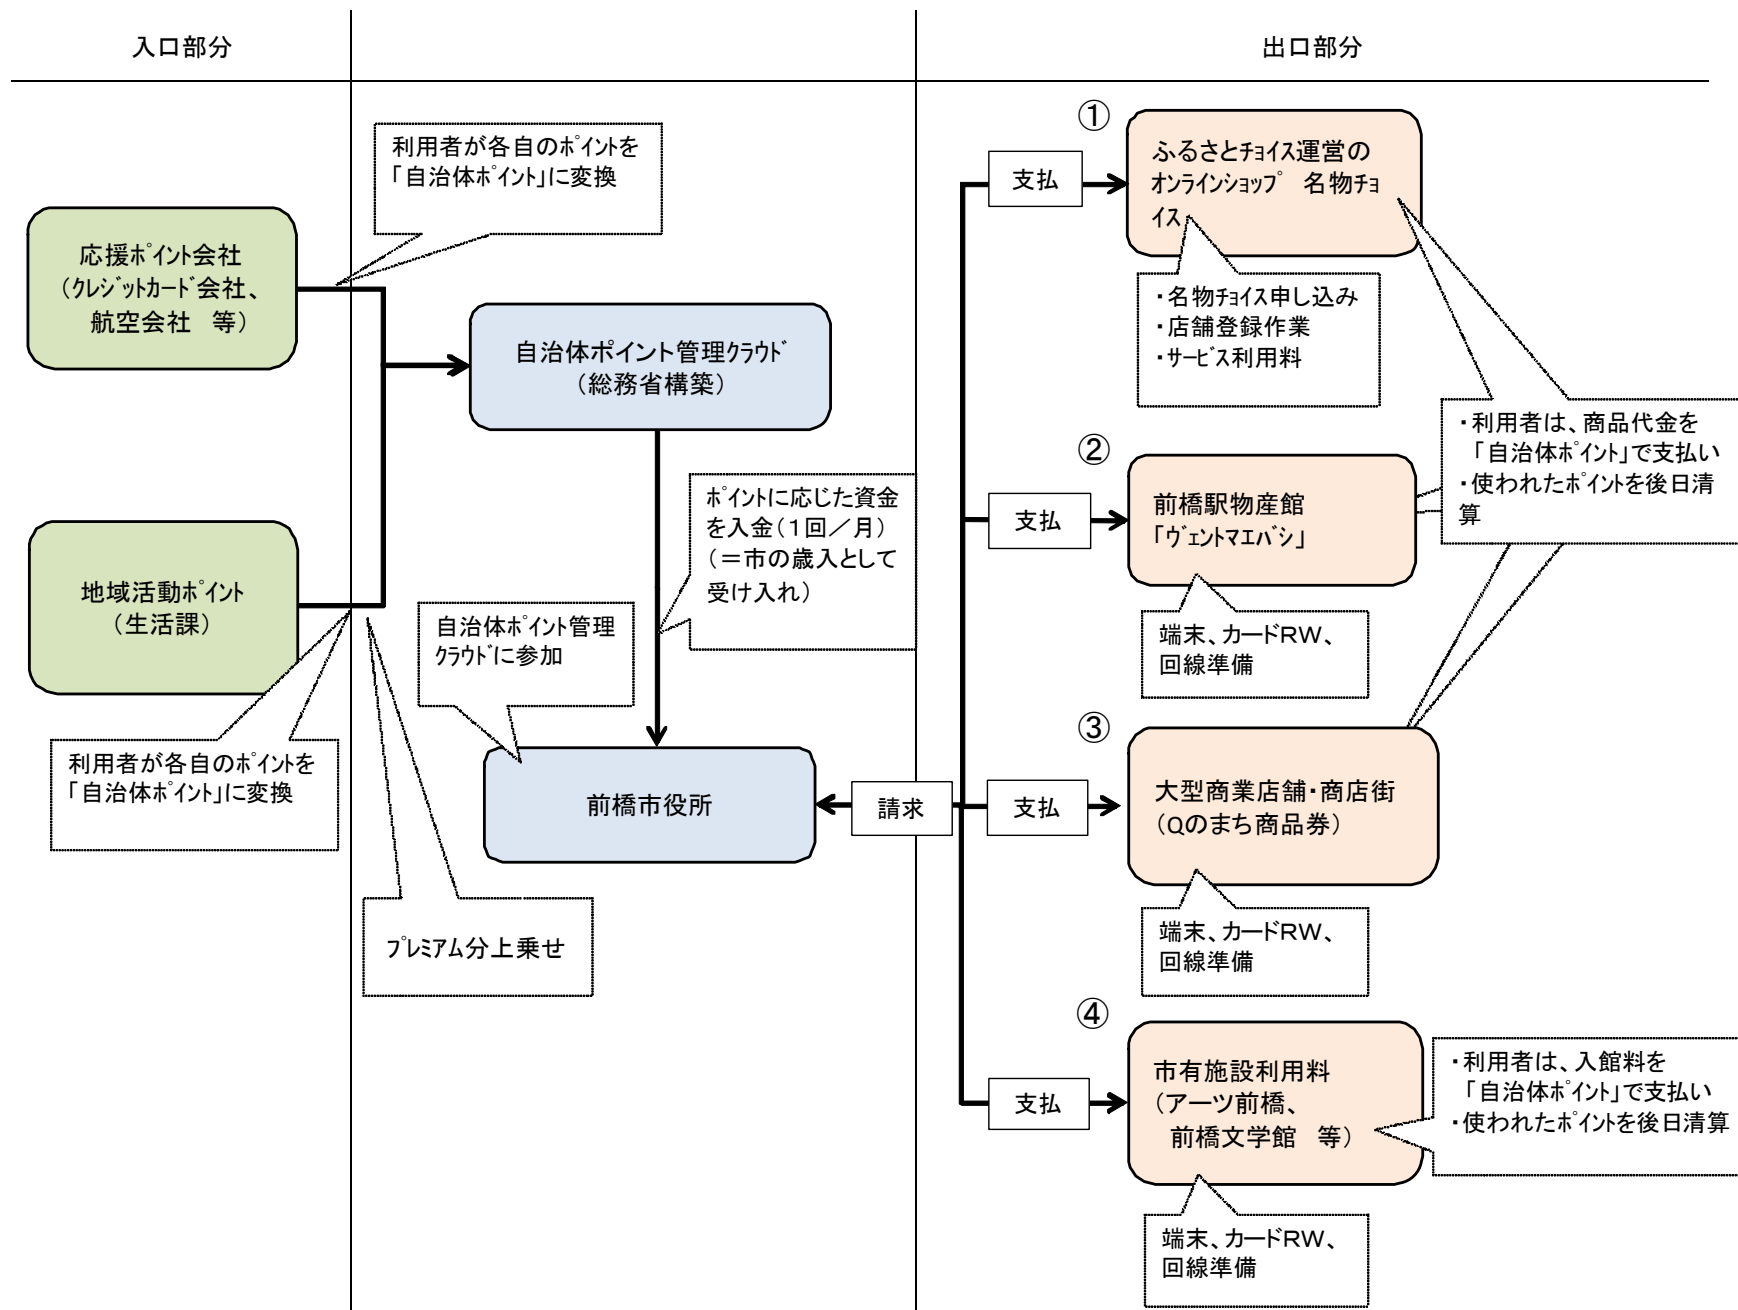 入口部分
出口部分
利用者が各自のﾎﾟｲﾝﾄを
「自治体ﾎﾟｲﾝﾄ」に変換
応援ﾎﾟｲﾝﾄ会社
（ｸﾚｼﾞｯﾄｶｰﾄﾞ会社、
航空会社　等）
地域活動ﾎﾟｲﾝﾄ
（生活課）
利用者が各自のﾎﾟｲﾝﾄを
「自治体ﾎﾟｲﾝﾄ」に変換
ﾌﾟﾚﾐｱﾑ分上乗せ
自治体ポイント管理ｸﾗｳﾄﾞ
（総務省構築）
ﾎﾟｲﾝﾄに応じた資金
を入金（１回／月）
（＝市の歳入として
受け入れ）
自治体ﾎﾟｲﾝﾄ管理
ｸﾗｳﾄﾞに参加
前橋市役所
請求
①
支払
ふるさとﾁｮｲｽ運営の
ｵﾝﾗｲﾝｼｮｯﾌﾟ　名物ﾁｮ
ｲｽ
・名物ﾁｮｲｽ申し込み
・店舗登録作業
・ｻｰﾋﾞｽ利用料
・利用者は、商品代金を
「自治体ﾎﾟｲﾝﾄ」で支払い
・使われたﾎﾟｲﾝﾄを後日清
算
②
支払
前橋駅物産館
「ｳﾞｪﾝﾄﾏｴﾊﾞｼ」
端末、カードＲＷ、
回線準備
③
支払
大型商業店舗・商店街
（Qのまち商品券）
端末、カードＲＷ、
回線準備
④
支払
市有施設利用料
（アーツ前橋、
前橋文学館　等）
・利用者は、入館料を
「自治体ﾎﾟｲﾝﾄ」で支払い
・使われたﾎﾟｲﾝﾄを後日清算
端末、カードＲＷ、
回線準備